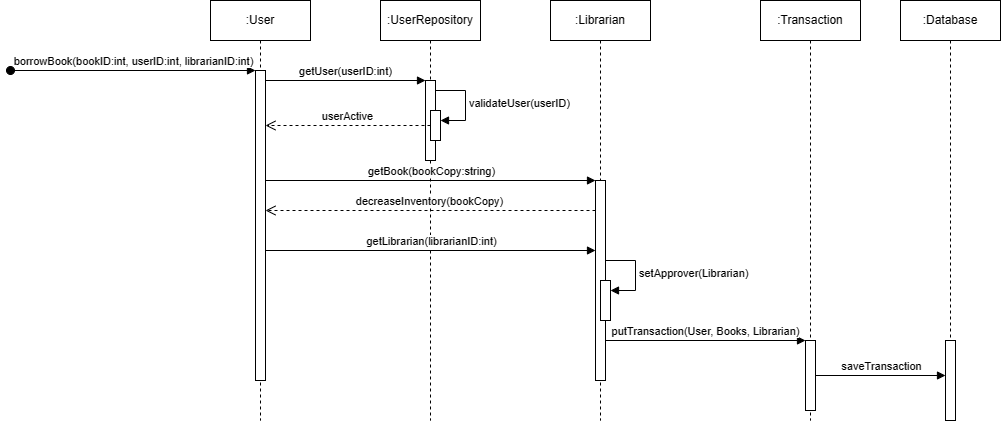 :User
:UserRepository
:Librarian
:Transaction
:Database
borrowBook(bookID:int, userID:int, librarianID:int)
getUser(userID:int)
validateUser(userID)
userActive
getBook(bookCopy:string)
decreaseInventory(bookCopy)
getLibrarian(librarianID:int)
setApprover(Librarian)
putTransaction(User, Books, Librarian)
saveTransaction